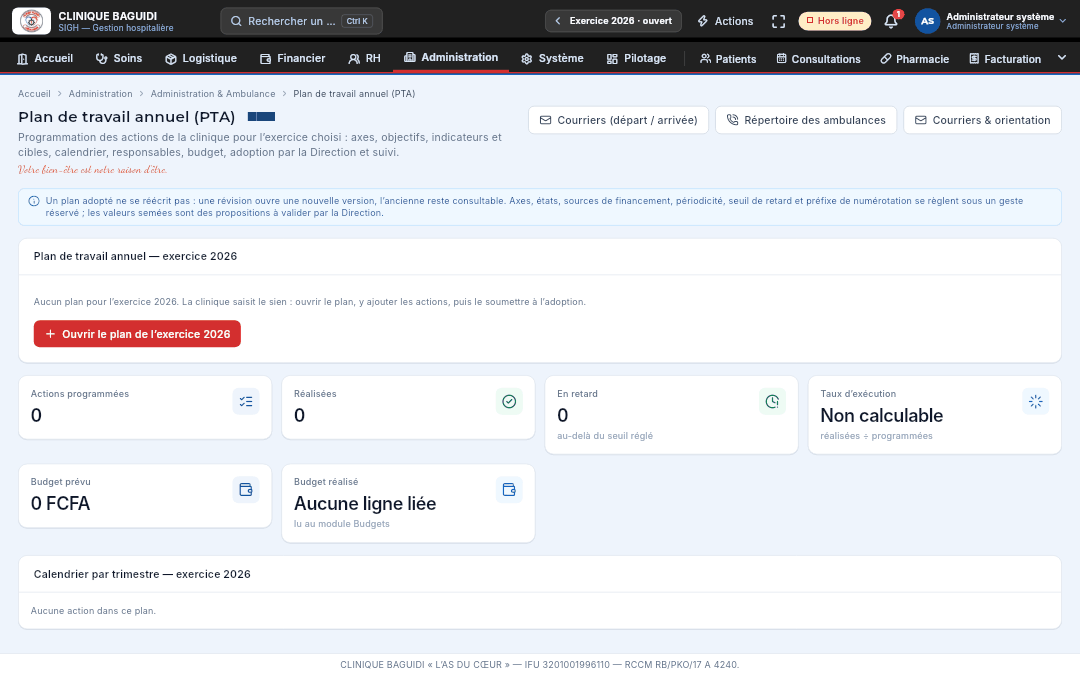 CLINIQUE BAGUIDI
SIGH — Gestion hospitalière
Rechercher un ... Ctrl K
Exercice 2026 · ouvert
Actions
Hors ligne
1
AS
Administrateur système
Administrateur système
Accueil
Soins
Logistique
Financier
RH
Administration
Système
Pilotage
Patients
Consultations
Pharmacie
Facturation
Accueil > Administration > Administration & Ambulance > Plan de travail annuel (PTA)
Plan de travail annuel (PTA)
Programmation des actions de la clinique pour l'exercice choisi : axes, objectifs, indicateurs et
cibles, calendrier, responsables, budget, adoption par la Direction et suivi.
Votre bien-être est notre raison d'être.
Courriers (départ / arrivée)
Répertoire des ambulances
Courriers & orientation
Un plan adopté ne se réécrit pas : une révision ouvre une nouvelle version, l'ancienne reste consultable. Axes, états, sources de financement, périodicité, seuil de retard et préfixe de numérotation se règlent sous un geste
réservé ; les valeurs semées sont des propositions à valider par la Direction.
Plan de travail annuel — exercice 2026
Aucun plan pour l'exercice 2026. La clinique saisit le sien : ouvrir le plan, y ajouter les actions, puis le soumettre à l'adoption.
+ Ouvrir le plan de l'exercice 2026
Actions programmées
0
Réalisées
0
En retard
0
au-delà du seuil réglé
Taux d'exécution
Non calculable
réalisées ÷ programmées
Budget prévu
0 FCFA
Budget réalisé
Aucune ligne liée
lu au module Budgets
Calendrier par trimestre — exercice 2026
Aucune action dans ce plan.
CLINIQUE BAGUIDI « L'AS DU CŒUR » — IFU 3201001996110 — RCCM RB/PKO/17 A 4240.